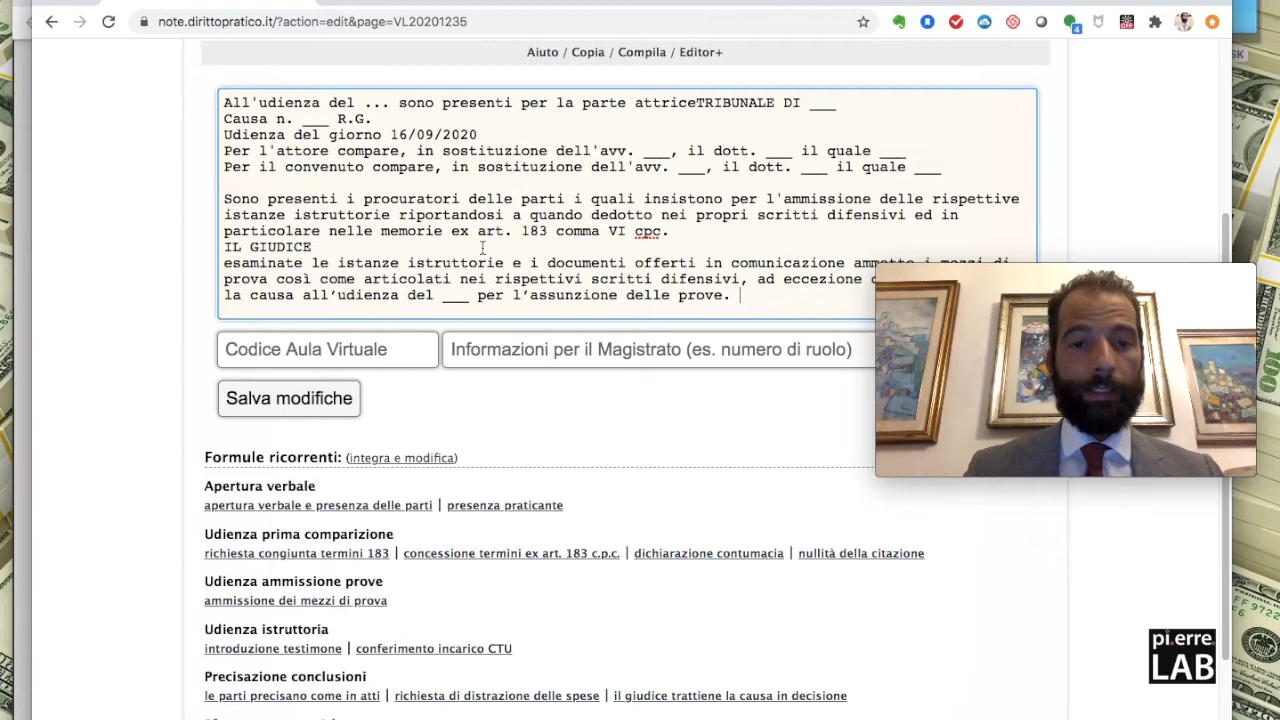 note.dirittopratico.it/?action=edit&page=VL20201235
4
OFF
SK
Aiuto / Copia / Compila / Editor+
All'udienza del ... sono presenti per la parte attriceTRIBUNALE DI ___
Causa n. ___ R.G.
Udienza del giorno 16/09/2020
Per l'attore compare, in sostituzione dell'avv. ___, il dott. ___ il quale ___
Per il convenuto compare, in sostituzione dell'avv. ___, il dott. ___ il quale ___
Sono presenti i procuratori delle parti i quali insistono per l'ammissione delle rispettive
istanze istruttorie riportandosi a quando dedotto nei propri scritti difensivi ed in
particolare nelle memorie ex art. 183 comma VI cpc.
IL GIUDICE
esaminate le istanze istruttorie e i documenti offerti in comunicazione ammette i mezzi di
prova così come articolati nei rispettivi scritti difensivi, ad eccezione
la causa all’udienza del ___ per l’assunzione delle prove.
Codice Aula Virtuale
Informazioni per il Magistrato (es. numero di ruolo)
Salva modifiche
Formule ricorrenti: (integra e modifica)
Apertura verbale
apertura verbale e presenza delle parti | presenza praticante
Udienza prima comparizione
richiesta congiunta termini 183 | concessione termini ex art. 183 c.p.c. | dichiarazione contumacia | nullità della citazione
Udienza ammissione prove
ammissione dei mezzi di prova
Udienza istruttoria
introduzione testimone | conferimento incarico CTU
Precisazione conclusioni
le parti precisano come in atti | richiesta di distrazione delle spese | il giudice trattiene la causa in decisione
pi.erre.
LAB